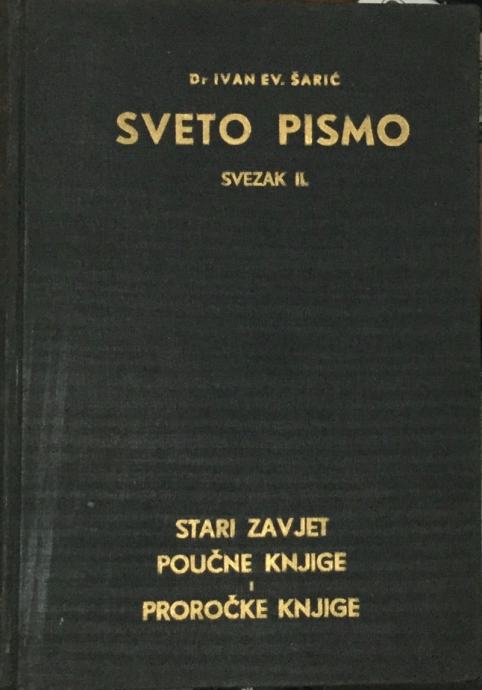 Dr IVAN EV. ŠARIĆ
SVETO PISMO
SVEZAK II.
STARI ZAVJET
POUČNE KNJIGE
I
PROROČKE KNJIGE